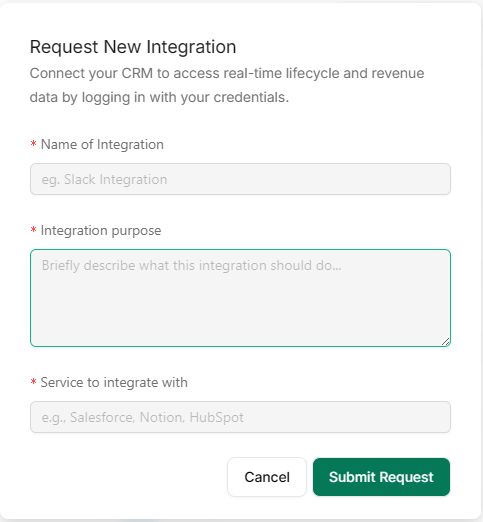 Request New Integration
Connect your CRM to access real-time lifecycle and revenue
data by logging in with your credentials.
* Name of Integration
eg. Slack Integration
* Integration purpose
Briefly describe what this integration should do...
* Service to integrate with
e.g., Salesforce, Notion, HubSpot
Cancel Submit Request